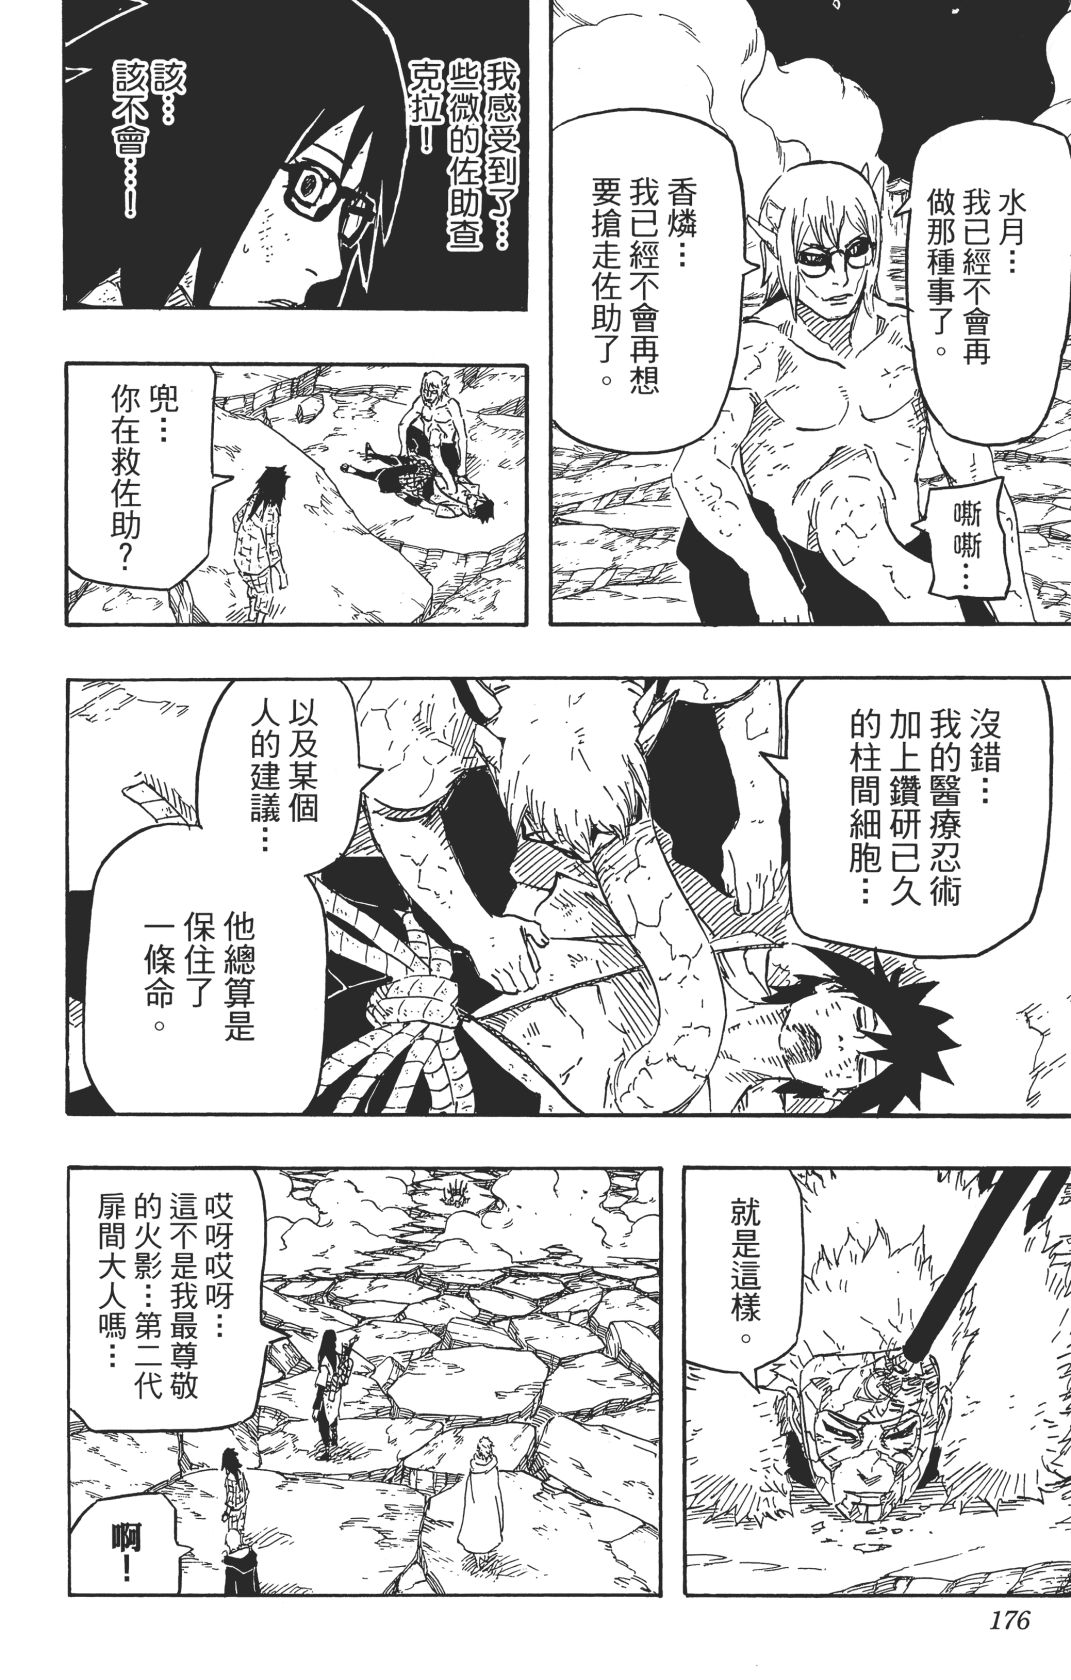 水月…
我已經不會再
做那種事了。
嘶嘶…
香燐…
我已經不會再想
要搶走佐助了。
我感受到了…
些微的佐助查
克拉！
該…
該不會…！
兜…
你在救佐助？
沒錯…
我的醫療忍術
加上鑽研已久
的柱間細胞…
以及某個
人的建議…
他總算是
保住了
一條命。
就是這樣。
哎呀哎呀…
這不是我最尊敬
的火影…第二代
扉間大人嗎…
啊！
176